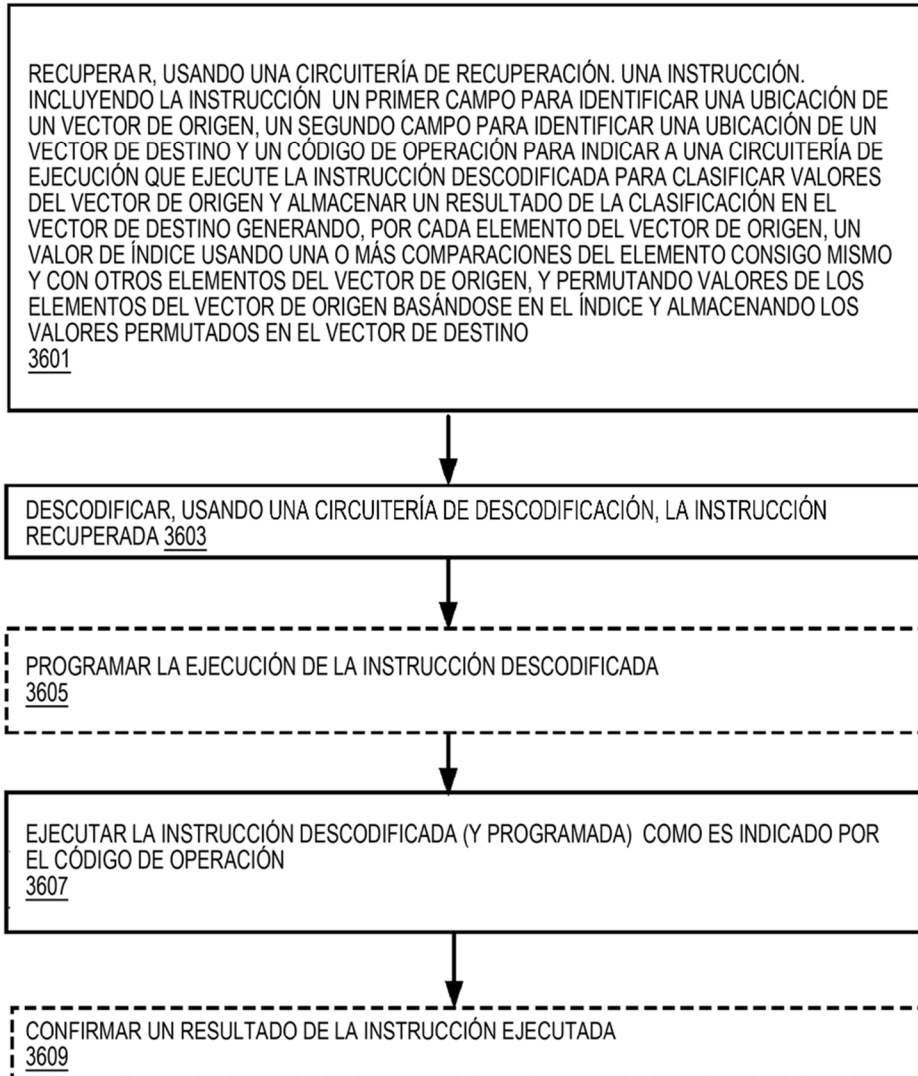 RECUPERAR, USANDO UNA CIRCUITERÍA DE RECUPERACIÓN. UNA INSTRUCCIÓN.
INCLUYENDO LA INSTRUCCIÓN UN PRIMER CAMPO PARA IDENTIFICAR UNA UBICACIÓN DE
UN VECTOR DE ORIGEN, UN SEGUNDO CAMPO PARA IDENTIFICAR UNA UBICACIÓN DE UN
VECTOR DE DESTINO Y UN CÓDIGO DE OPERACIÓN PARA INDICAR A UNA CIRCUITERÍA DE
EJECUCIÓN QUE EJECUTE LA INSTRUCCIÓN DESCODIFICADA PARA CLASIFICAR VALORES
DEL VECTOR DE ORIGEN Y ALMACENAR UN RESULTADO DE LA CLASIFICACIÓN EN EL
VECTOR DE DESTINO GENERANDO, POR CADA ELEMENTO DEL VECTOR DE ORIGEN, UN
VALOR DE ÍNDICE USANDO UNA O MÁS COMPARACIONES DEL ELEMENTO CONSIGO MISMO
Y CON OTROS ELEMENTOS DEL VECTOR DE ORIGEN, Y PERMUTANDO VALORES DE LOS
ELEMENTOS DEL VECTOR DE ORIGEN BASÁNDOSE EN EL ÍNDICE Y ALMACENANDO LOS
VALORES PERMUTADOS EN EL VECTOR DE DESTINO
3601
DESCODIFICAR, USANDO UNA CIRCUITERÍA DE DESCODIFICACIÓN, LA INSTRUCCIÓN
RECUPERADA 3603
PROGRAMAR LA EJECUCIÓN DE LA INSTRUCCIÓN DESCODIFICADA
3605
EJECUTAR LA INSTRUCCIÓN DESCODIFICADA (Y PROGRAMADA) COMO ES INDICADO POR
EL CÓDIGO DE OPERACIÓN
3607
CONFIRMAR UN RESULTADO DE LA INSTRUCCIÓN EJECUTADA
3609